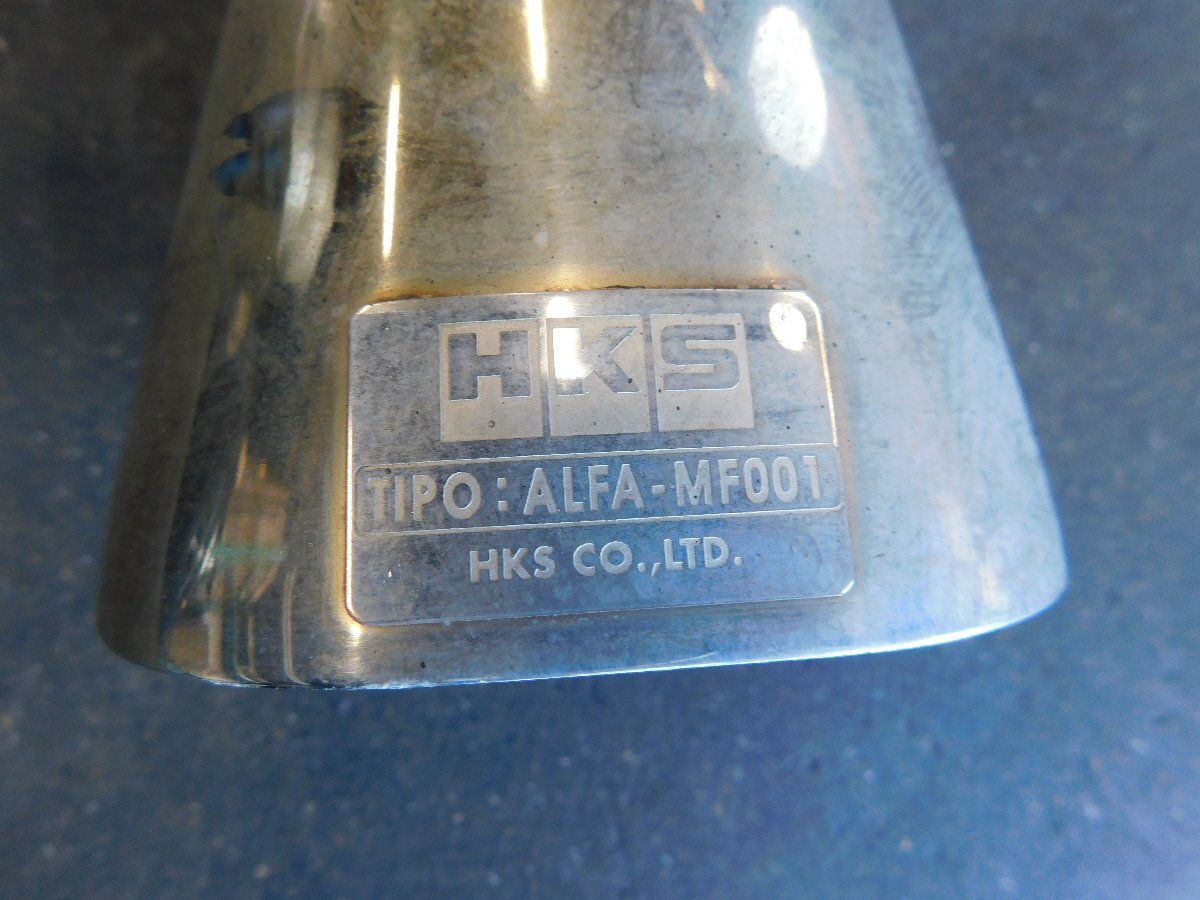 HKS
TIPO : ALFA-MF001
HKS CO.,LTD.